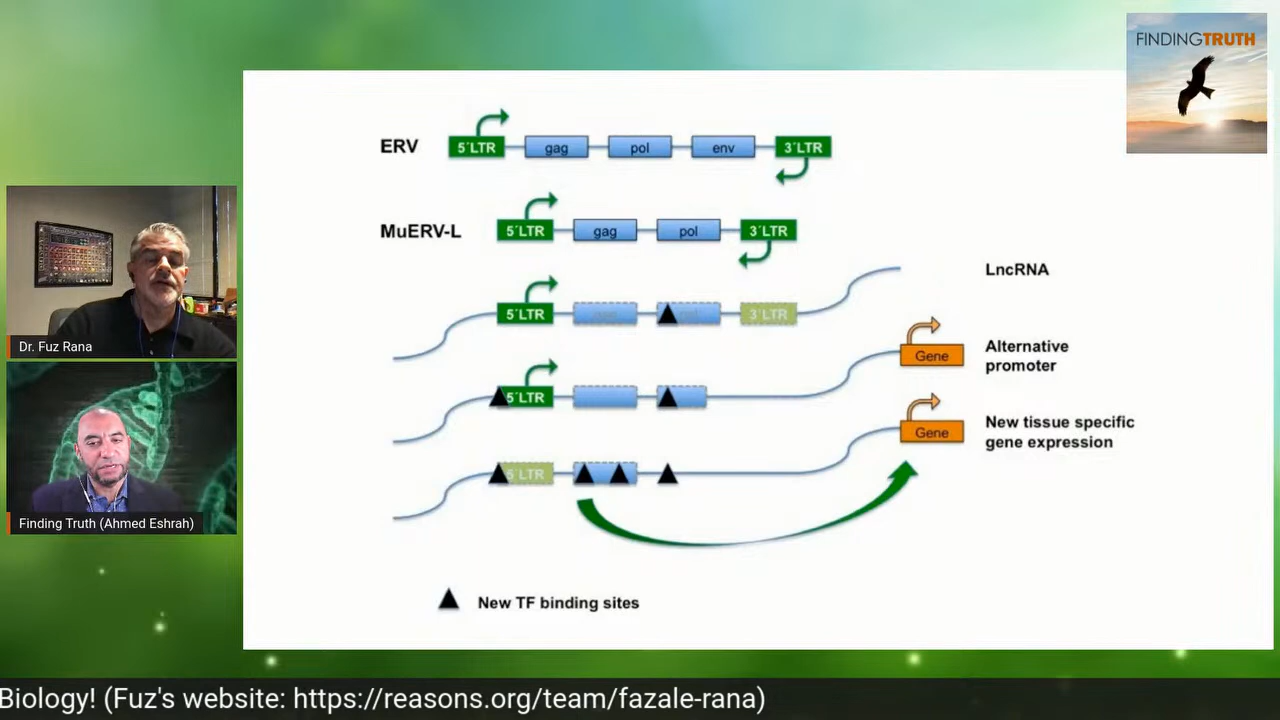 FINDINGTRUTH
ERV
5´LTR
gag
pol
env
3´LTR
MuERV-L
5´LTR
gag
pol
3´LTR
LncRNA
5´LTR
3´LTR
Alternative
promoter
Gene
5´LTR
New tissue specific
gene expression
Gene
5´LTR
New TF binding sites
Dr. Fuz Rana
Finding Truth (Ahmed Eshrah)
Biology! (Fuz's website: https://reasons.org/team/fazale-rana)